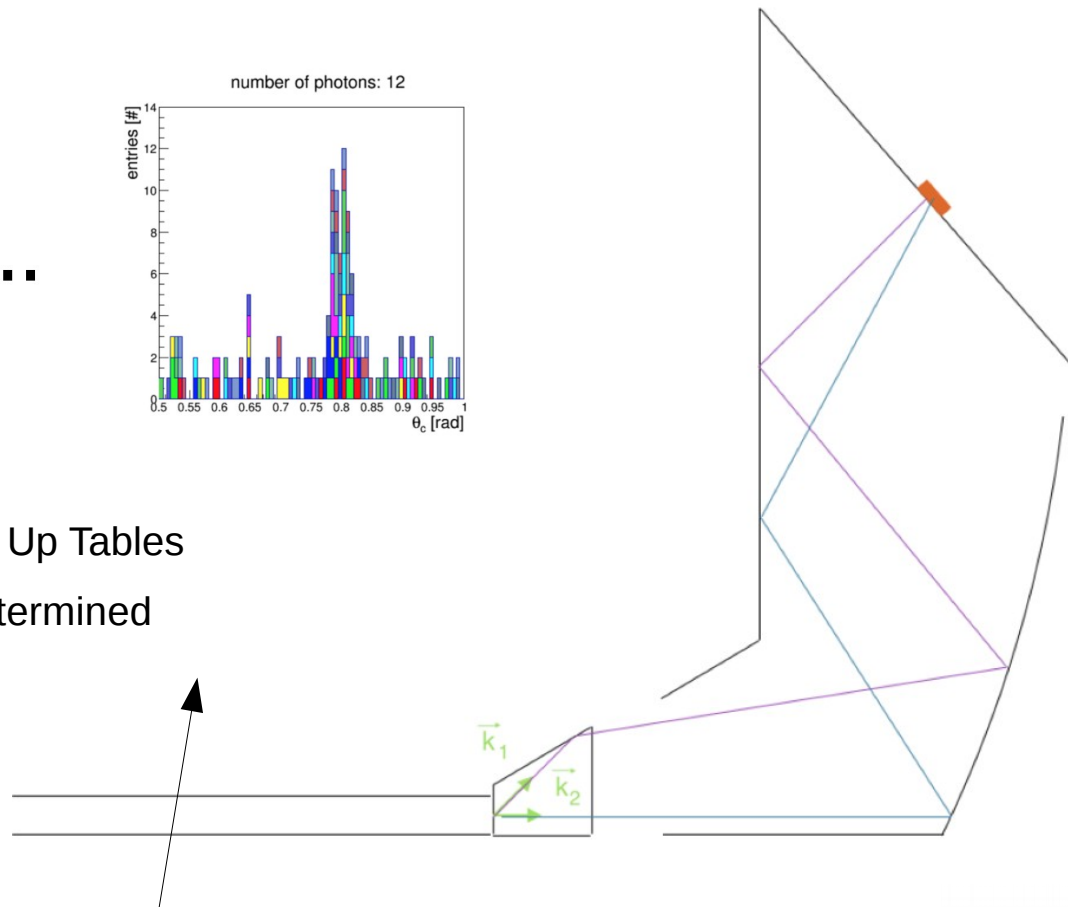 number of photons: 12
entries [#]
14
12
10
8
6
4
2
0
0.5 0.55 0.6 0.65 0.7 0.75 0.8 0.85 0.9 0.95 1
θc [rad]
..
Up Tables
termined
k1
k2